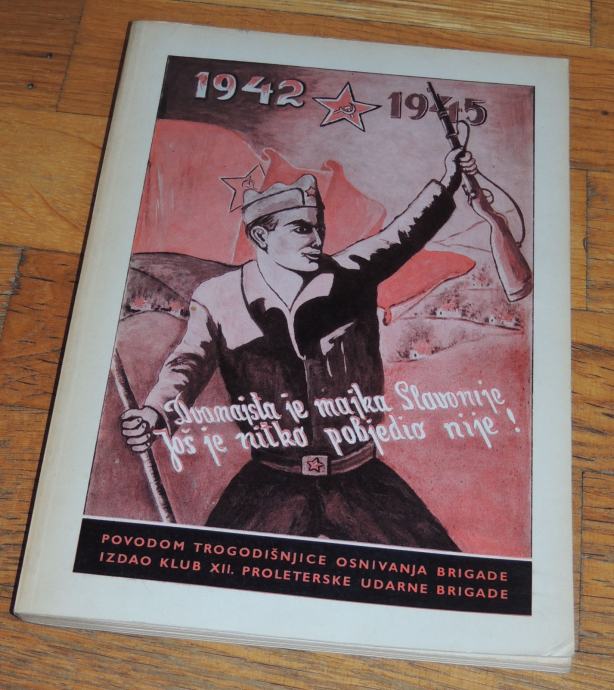 1942 1945
Dvanajsta je majka Slavonije
Još je nitko pobjedio nije!
POVODOM TROGODIŠNJICE OSNIVANJA BRIGADE
IZDAO KLUB XII. PROLETERSKE UDARNE BRIGADE